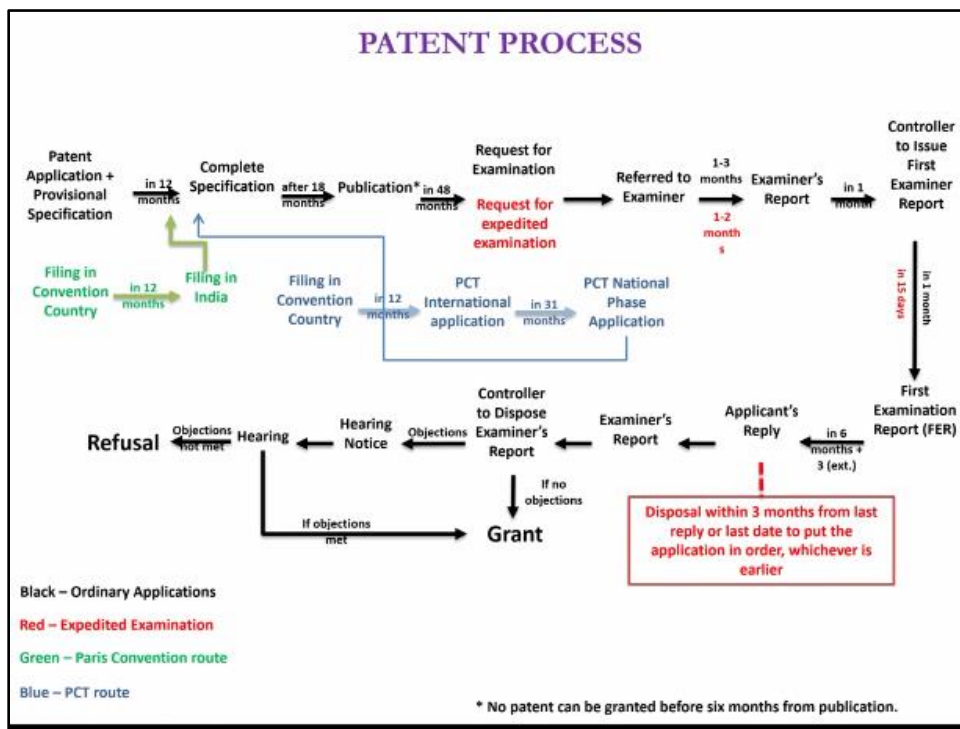 PATENT PROCESS
Patent
Application +
Provisional
Specification
in 12
months
Complete
Specification
after 18
months
Publication*
in 48
months
Request for
Examination
Request for
expedited
examination
Referred to
Examiner
1-3
months
1-2
month
s
Examiner's
Report
in 1
month
Controller
to Issue
First
Examiner
Report
Filing in
Convention
Country
in 12
months
Filing in
India
Filing in
Convention
Country
in 12
months
PCT
International
application
in 31
months
PCT National
Phase
Application
in 1 month
in 15 days
First
Examination
Report (FER)
in 6
months +
3 (ext.)
Applicant's
Reply
Examiner's
Report
Controller
to Dispose
Examiner's
Report
Objections
Hearing
Notice
Hearing
Objections
not met
Refusal
If no
objections
If objections
met
Grant
Disposal within 3 months from last
reply or last date to put the
application in order, whichever is
earlier
Black – Ordinary Applications
Red – Expedited Examination
Green – Paris Convention route
Blue – PCT route
* No patent can be granted before six months from publication.